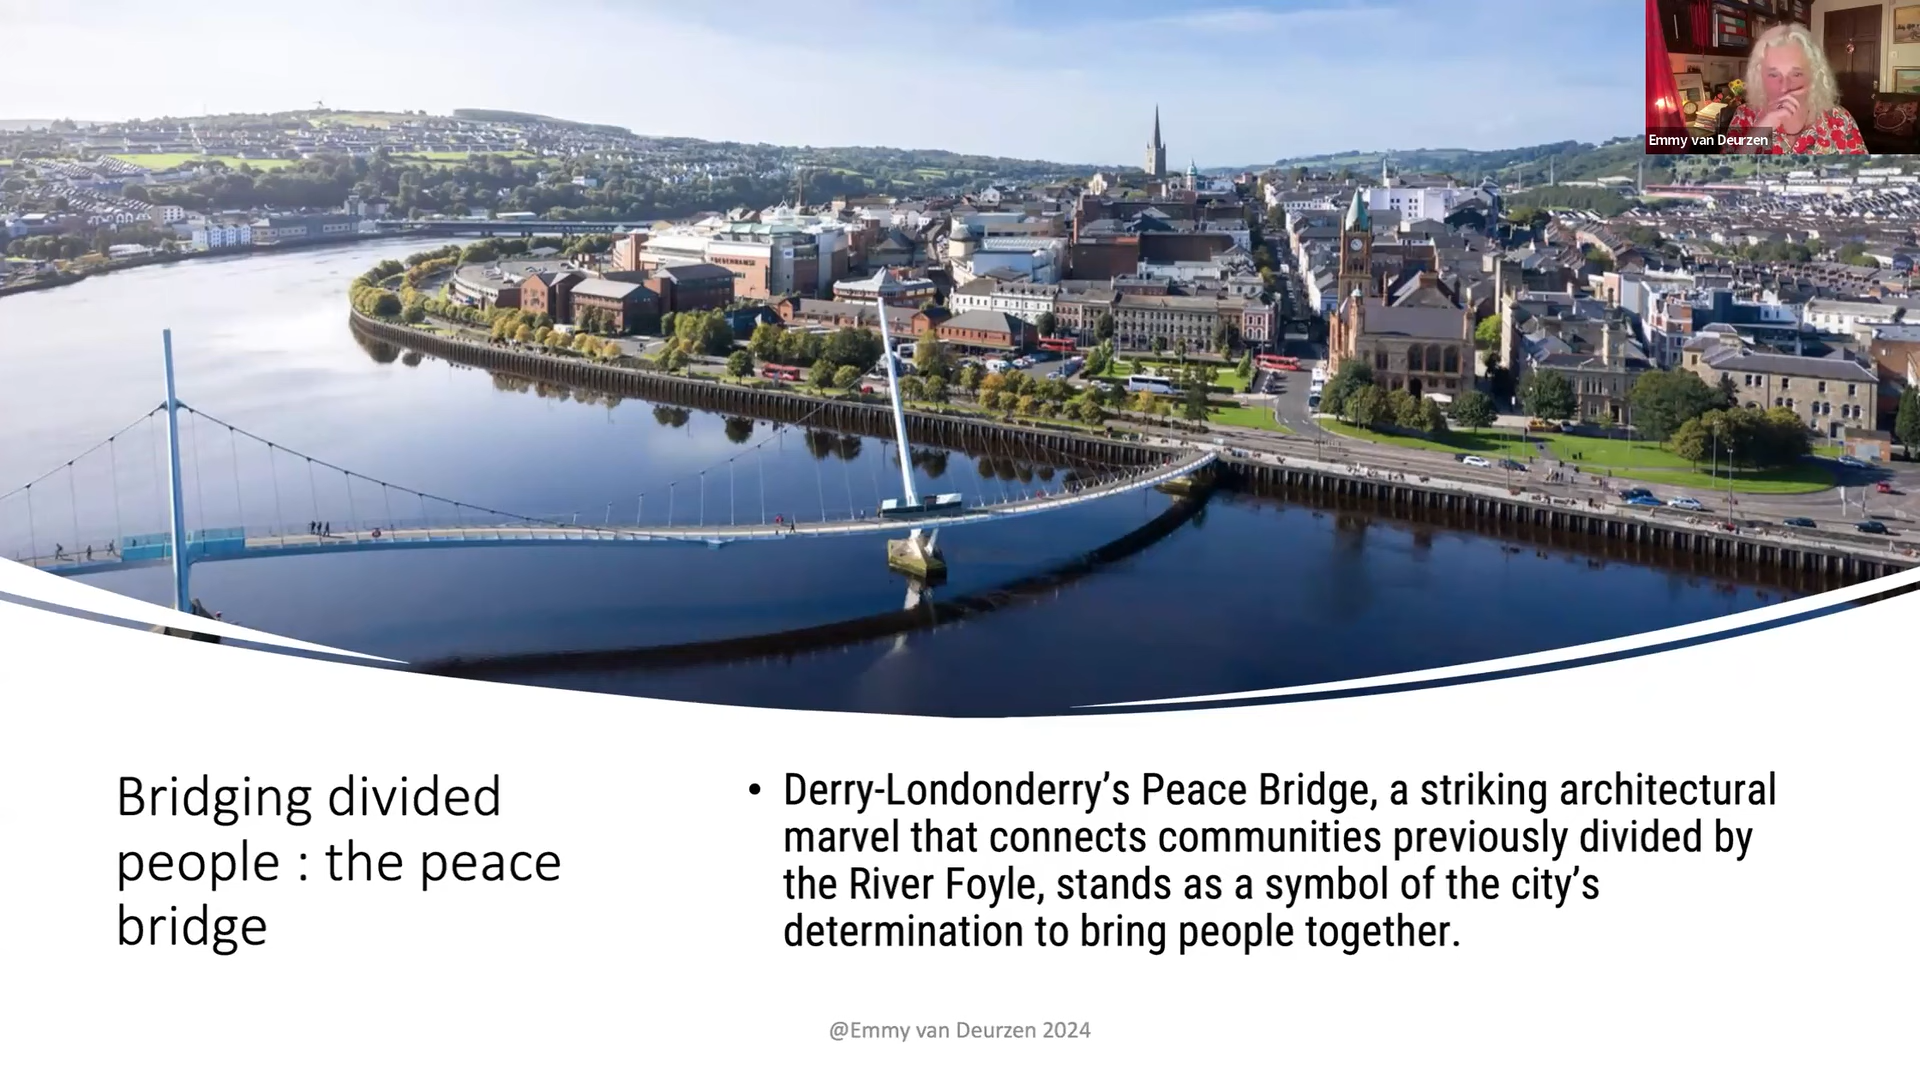 Emmy van Deurzen
Bridging divided
people : the peace
bridge
• Derry-Londonderry’s Peace Bridge, a striking architectural
marvel that connects communities previously divided by
the River Foyle, stands as a symbol of the city’s
determination to bring people together.
@Emmy van Deurzen 2024